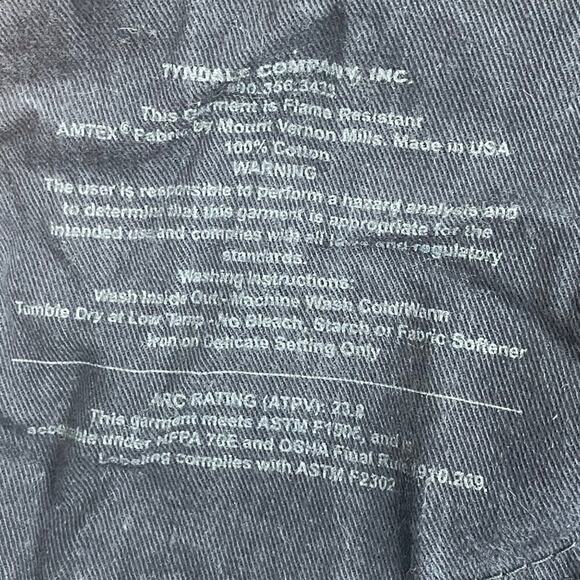 TYNDALE COMPANY, INC.
800.356.3433
This Garment is Flame Resistant
AMTEX® Fabric by Mount Vernon Mills. Made in USA
100% Cotton
WARNING
The user is responsible to perform a hazard analysis and
to determine that this garment is appropriate for the
intended use and complies with all laws and regulatory
standards.
Washing Instructions:
Wash Inside Out - Machine Wash Cold/Warm
Tumble Dry at Low Temp - No Bleach, Starch or Fabric Softener
Iron on Delicate Setting Only
ARC RATING (ATPV):
This garment meets ASTM F1506, and is
under NFPA 70E and OSHA Final Rule 1910.269.
Labeling complies with ASTM F2302